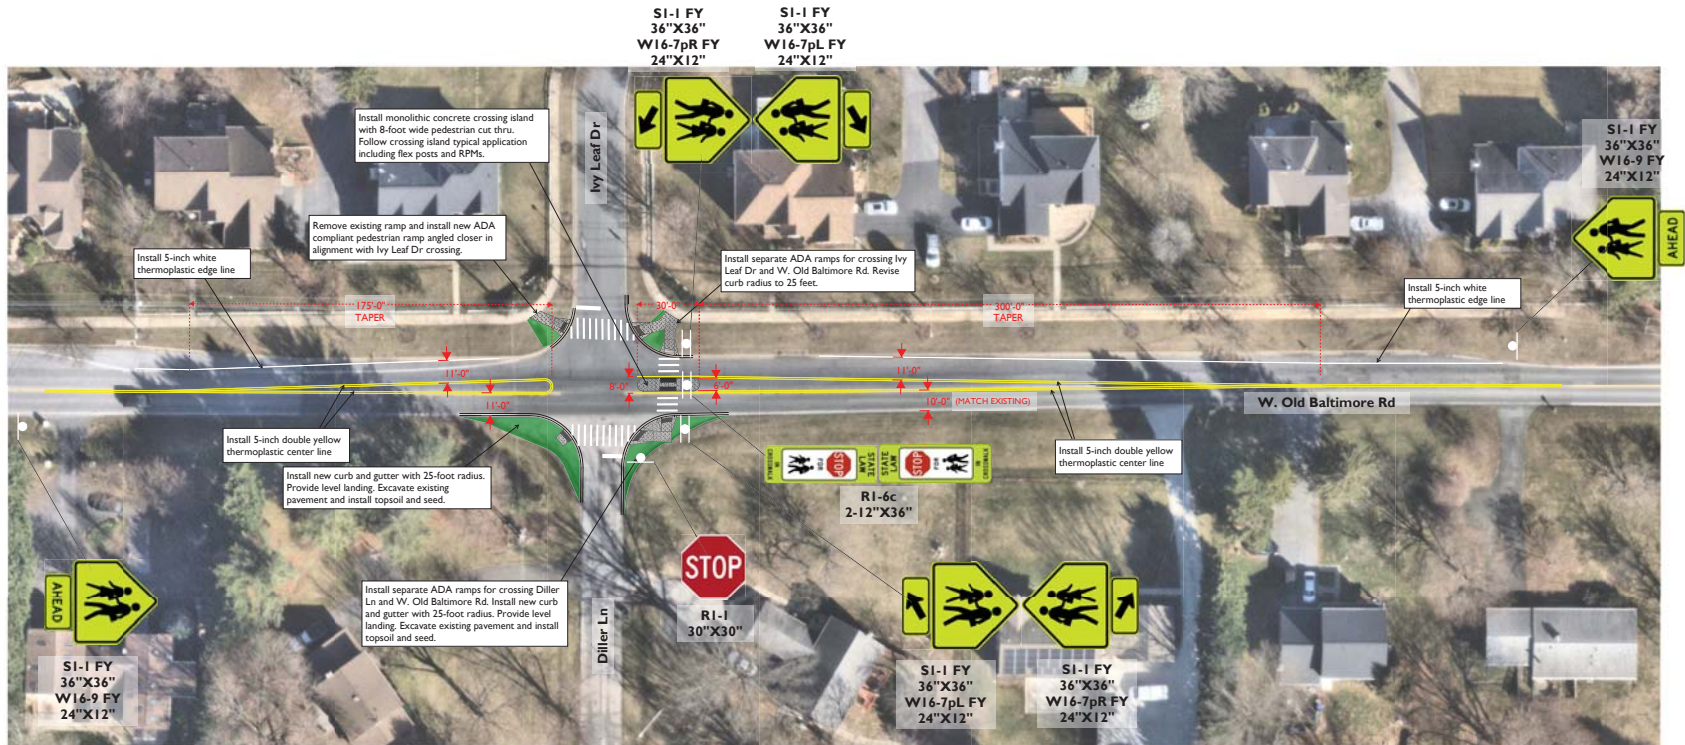 S1-1 FY
36"X36"
W16-7pR FY
24"X12"
S1-1 FY
36"X36"
W16-7pL FY
24"X12"
S1-1 FY
36"X36"
W16-9 FY
24"X12"
AHEAD
Install monolithic concrete crossing island
with 8-foot wide pedestrian cut thru.
Follow crossing island typical application
including flex posts and RPMs.
Ivy Leaf Dr
Remove existing ramp and install new ADA
compliant pedestrian ramp angled closer in
alignment with Ivy Leaf Dr crossing.
Install 5-inch white
thermoplastic edge line
Install separate ADA ramps for crossing Ivy
Leaf Dr and W. Old Baltimore Rd. Revise
curb radius to 25 feet.
Install 5-inch white
thermoplastic edge line
175'-0"
TAPER
30'-0"
300'-0"
TAPER
11'-0"
8'-0"
6'-0"
11'-0"
11'-0"
10'-0" (MATCH EXISTING)
W. Old Baltimore Rd
Install 5-inch double yellow
thermoplastic center line
Install new curb and gutter with 25-foot radius.
Provide level landing. Excavate existing
pavement and install topsoil and seed.
Install 5-inch double yellow
thermoplastic center line
IN
CROSSWALK
STOP
FOR
STATE
LAW
STATE
LAW
STOP
FOR
IN
CROSSWALK
R1-6c
2-12"X36"
STOP
R1-1
30"X30"
Install separate ADA ramps for crossing Diller
Ln and W. Old Baltimore Rd. Install new curb
and gutter with 25-foot radius. Provide level
landing. Excavate existing pavement and install
topsoil and seed.
Diller Ln
AHEAD
S1-1 FY
36"X36"
W16-9 FY
24"X12"
S1-1 FY
36"X36"
W16-7pL FY
24"X12"
S1-1 FY
36"X36"
W16-7pR FY
24"X12"